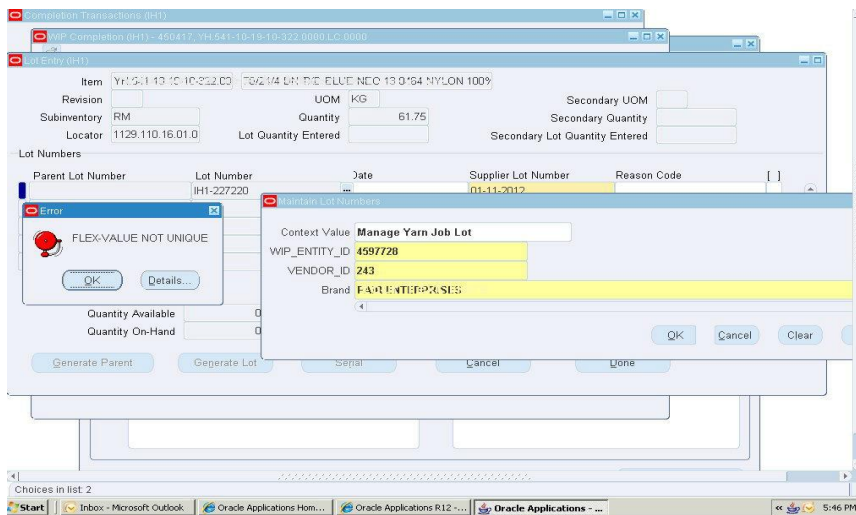 Completion Transactions (IH1)
WIP Completion (IH1) - 450417, YH.541-10-19-10-322.0000.LC.0000
Lot Entry (IH1)
Item
NYLON 100%
Revision UOM KG Secondary UOM
Subinventory RM Quantity 61.75 Secondary Quantity
Locator 1129.110.16.01.0 Lot Quantity Entered Secondary Lot Quantity Entered
Lot Numbers
Parent Lot Number Lot Number Date Supplier Lot Number Reason Code [ ]
IH1-227220 ... 01-11-2012
Error
FLEX-VALUE NOT UNIQUE
OK Details...
Maintain Lot Numbers
Context Value Manage Yarn Job Lot
WIP_ENTITY_ID 4597728
VENDOR_ID 243
Brand ENTERPRISES
OK Cancel Clear
Quantity Available 0
Quantity On-Hand 0
Generate Parent Generate Lot Serial Cancel Done
Choices in list: 2
Start Inbox - Microsoft Outlook Oracle Applications Hom... Oracle Applications R12 -... Oracle Applications - ... 5:46 PM